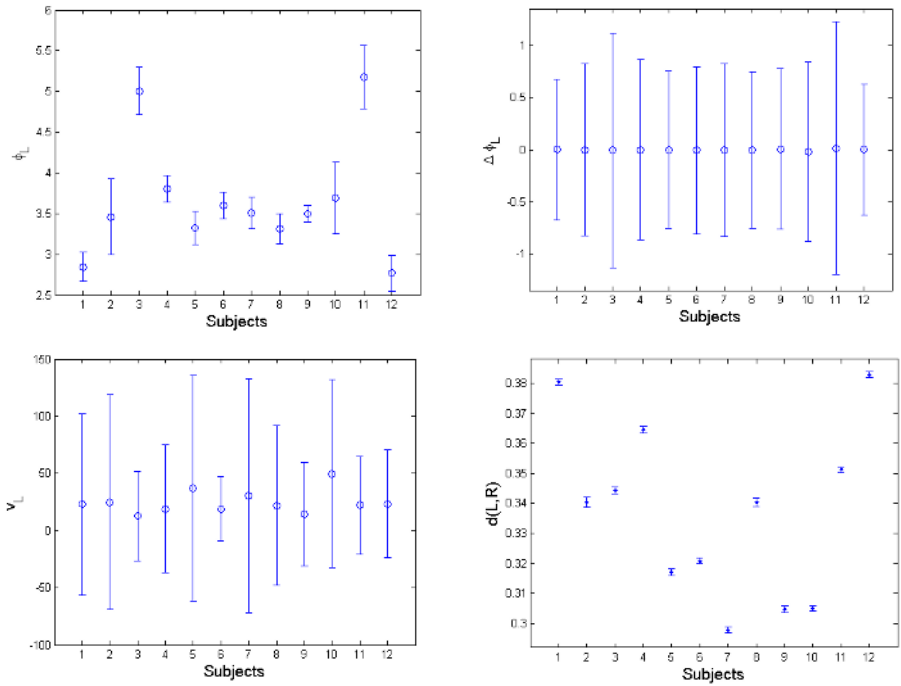 6
5.5
5
4.5
4
3.5
3
2.5
ϕ_L
1 2 3 4 5 6 7 8 9 10 11 12
Subjects
1
0.5
0
-0.5
-1
Δ ϕ_L
1 2 3 4 5 6 7 8 9 10 11 12
Subjects
150
100
50
0
-50
-100
v_L
1 2 3 4 5 6 7 8 9 10 11 12
Subjects
0.38
0.37
0.36
0.35
0.34
0.33
0.32
0.31
0.3
d(L,R)
1 2 3 4 5 6 7 8 9 10 11 12
Subjects